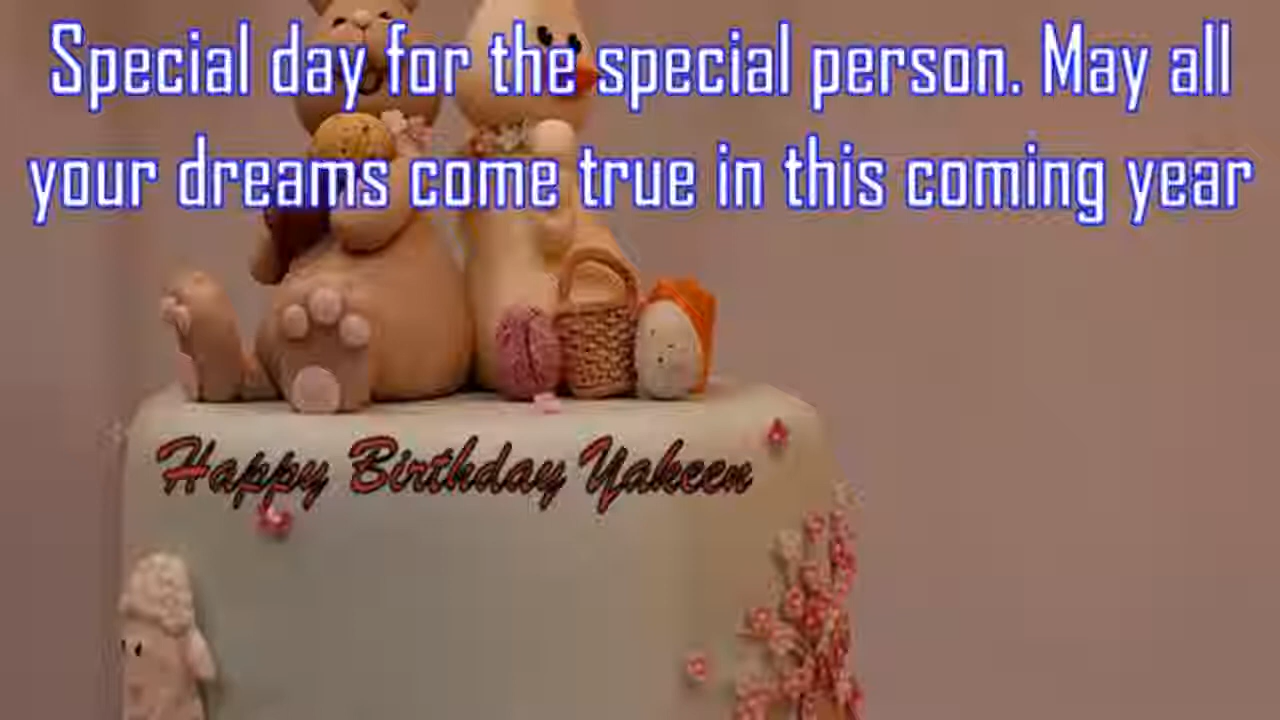 Special day for the special person. May all
your dreams come true in this coming year
Happy Birthday Yakeen